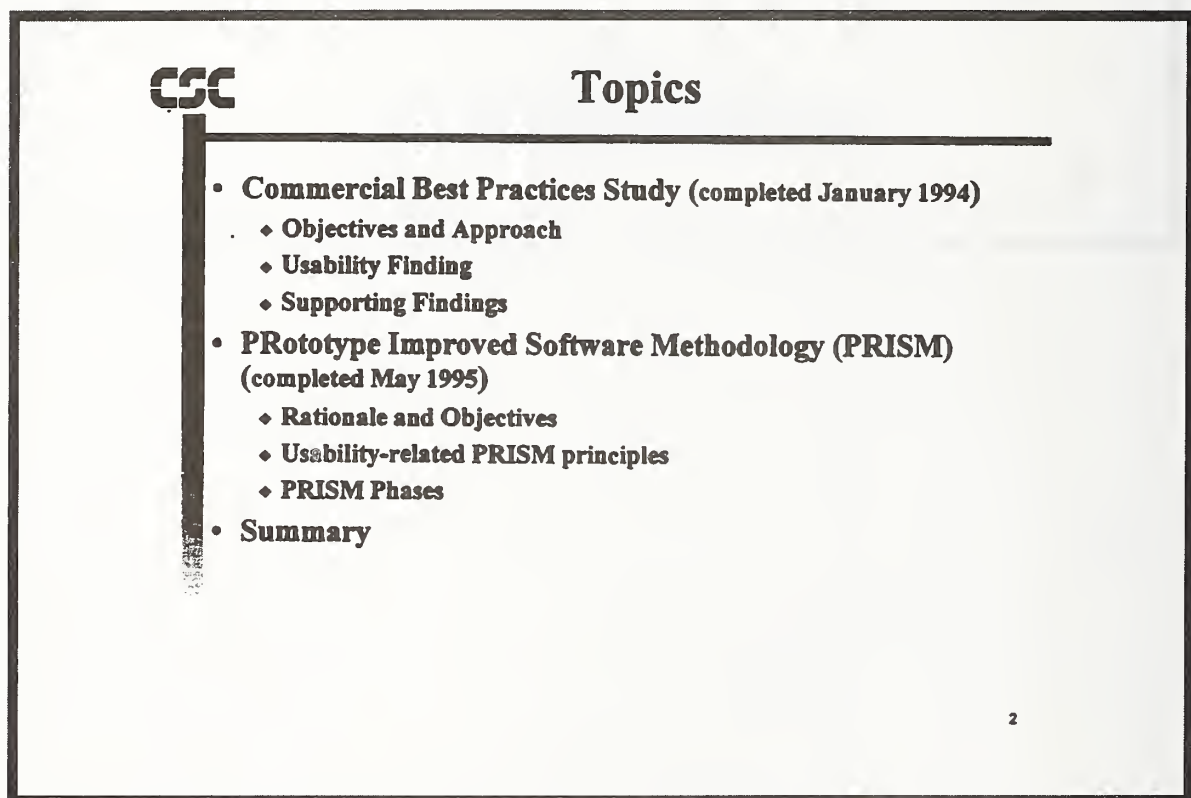 CSC
Topics
• Commercial Best Practices Study (completed January 1994)
◆ Objectives and Approach
◆ Usability Finding
◆ Supporting Findings
• PRototype Improved Software Methodology (PRISM)
(completed May 1995)
◆ Rationale and Objectives
◆ Usability-related PRISM principles
◆ PRISM Phases
• Summary
2